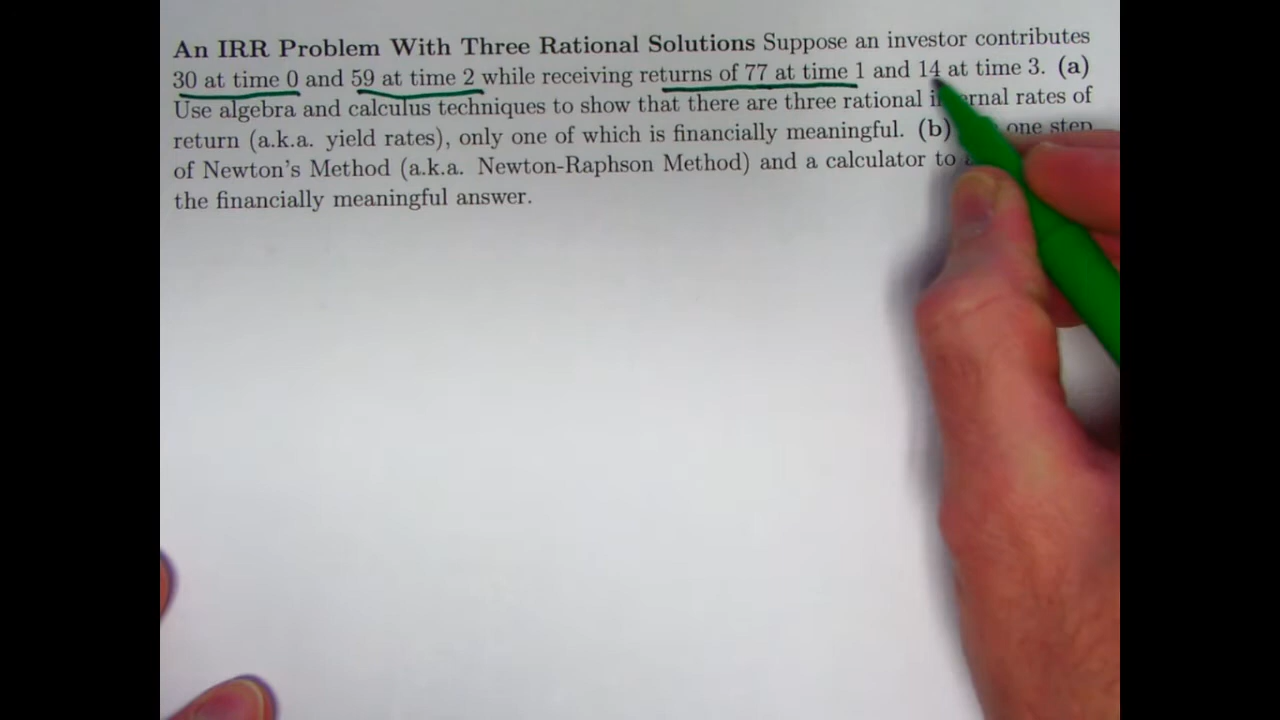 An IRR Problem With Three Rational Solutions Suppose an investor contributes
30 at time 0 and 59 at time 2 while receiving returns of 77 at time 1 and 14 at time 3. (a)
Use algebra and calculus techniques to show that there are three rational rates of
return (a.k.a. yield rates), only one of which is financially meaningful. (b) one step
of Newton's Method (a.k.a. Newton-Raphson Method) and a calculator to
the financially meaningful answer.